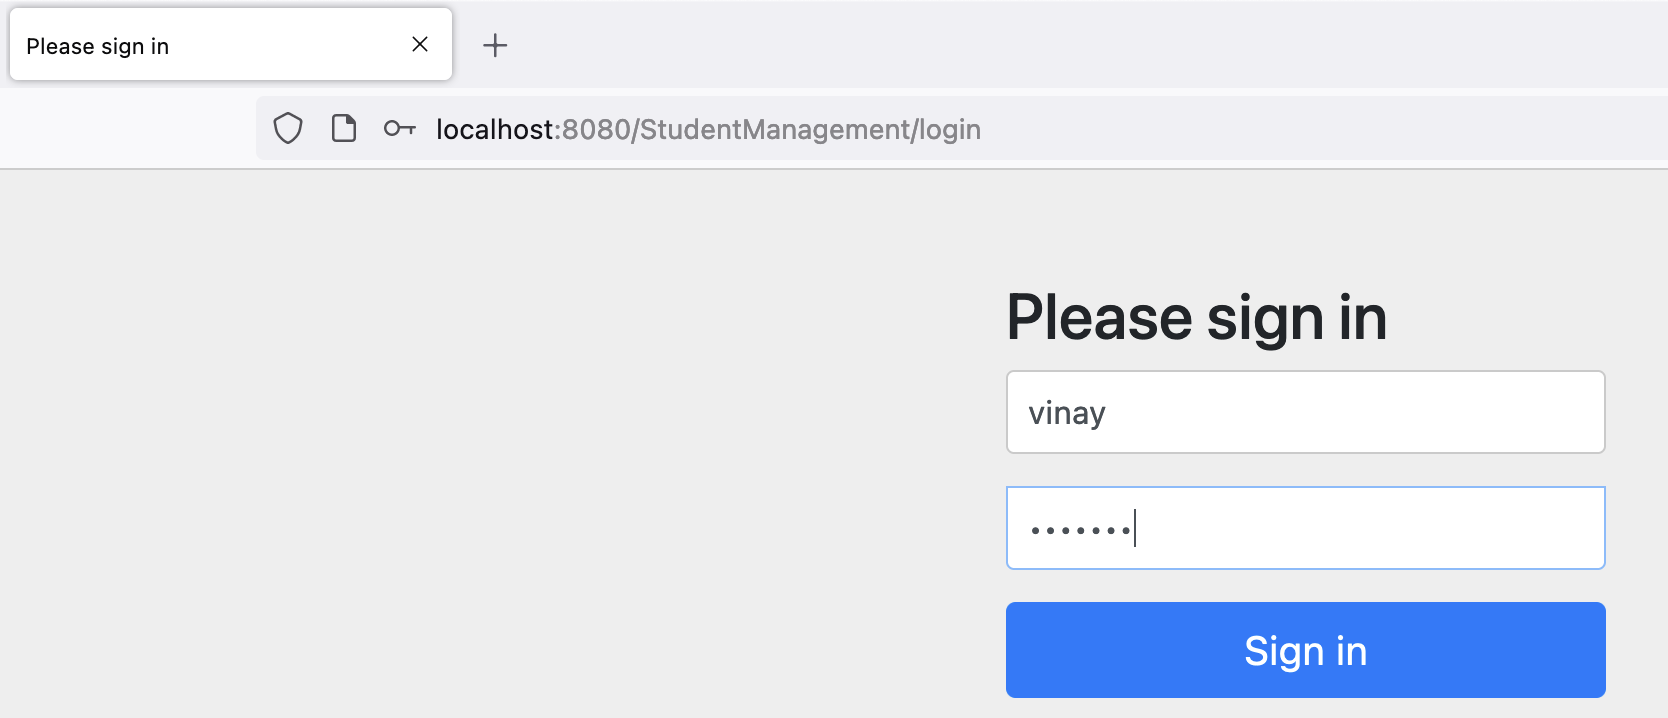 Please sign in
localhost:8080/StudentManagement/login
Please sign in
vinay
•••••••
Sign in